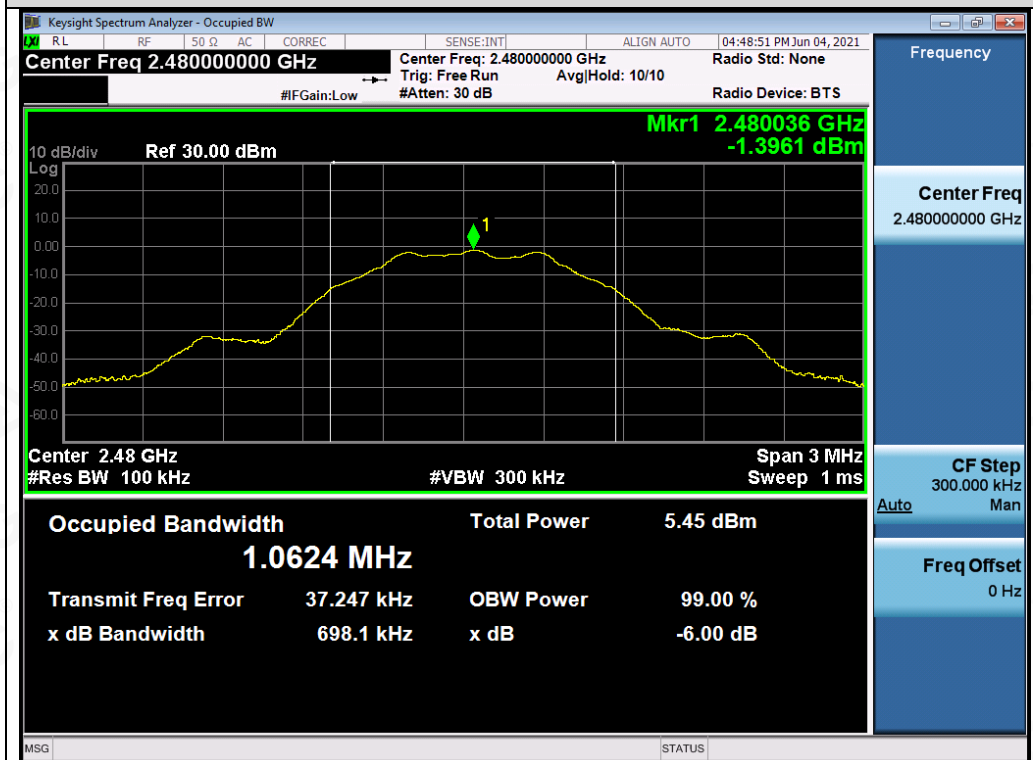 Keysight Spectrum Analyzer - Occupied BW
LXI RL RF 50 Ω AC CORREC SENSE:INT ALIGN AUTO 04:48:51 PM Jun 04, 2021
Center Freq 2.480000000 GHz
Center Freq: 2.480000000 GHz Radio Std: None
Trig: Free Run Avg|Hold: 10/10
#IFGain:Low #Atten: 30 dB Radio Device: BTS
Mkr1 2.480036 GHz
10 dB/div Ref 30.00 dBm -1.3961 dBm
Log
20.0
10.0
1
0.00
-10.0
-20.0
-30.0
-40.0
-50.0
-60.0
Center 2.48 GHz Span 3 MHz
#Res BW 100 kHz #VBW 300 kHz Sweep 1 ms
Occupied Bandwidth Total Power 5.45 dBm
1.0624 MHz
Transmit Freq Error 37.247 kHz OBW Power 99.00 %
x dB Bandwidth 698.1 kHz x dB -6.00 dB
Frequency
Center Freq
2.480000000 GHz
CF Step
300.000 kHz
Auto Man
Freq Offset
0 Hz
MSG STATUS